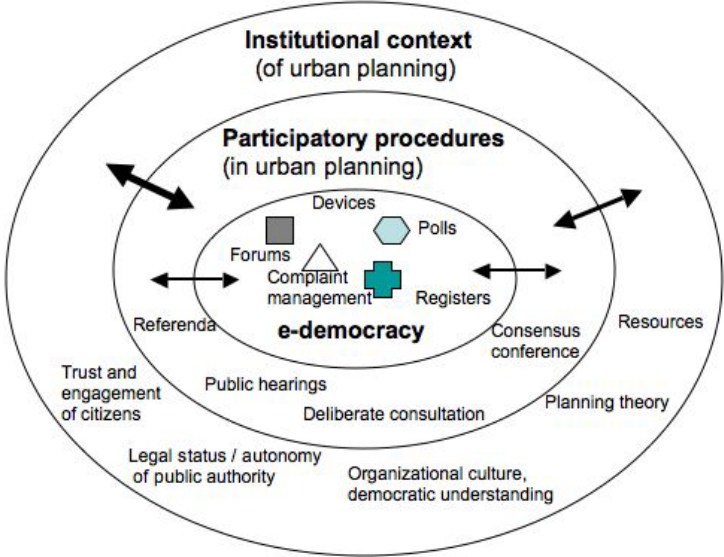 Institutional context
(of urban planning)
Participatory procedures
(in urban planning)
Devices
Polls
Forums
Complaint
management
Registers
e-democracy
Referenda
Consensus
conference
Resources
Trust and
engagement
of citizens
Public hearings
Deliberate consultation
Planning theory
Legal status / autonomy
of public authority
Organizational culture,
democratic understanding